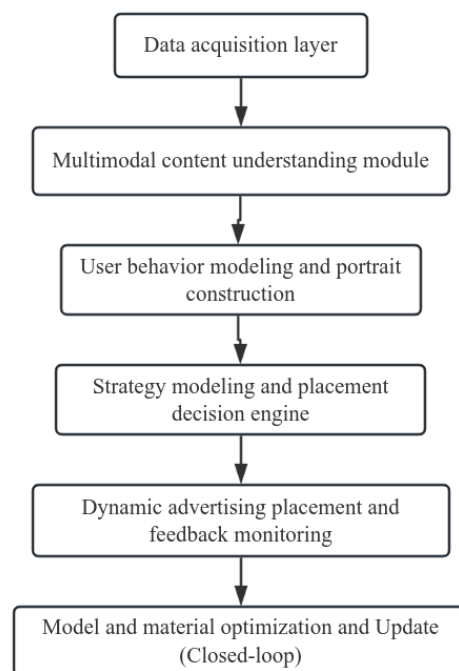 Data acquisition layer
Multimodal content understanding module
User behavior modeling and portrait
construction
Strategy modeling and placement
decision engine
Dynamic advertising placement and
feedback monitoring
Model and material optimization and Update
(Closed-loop)